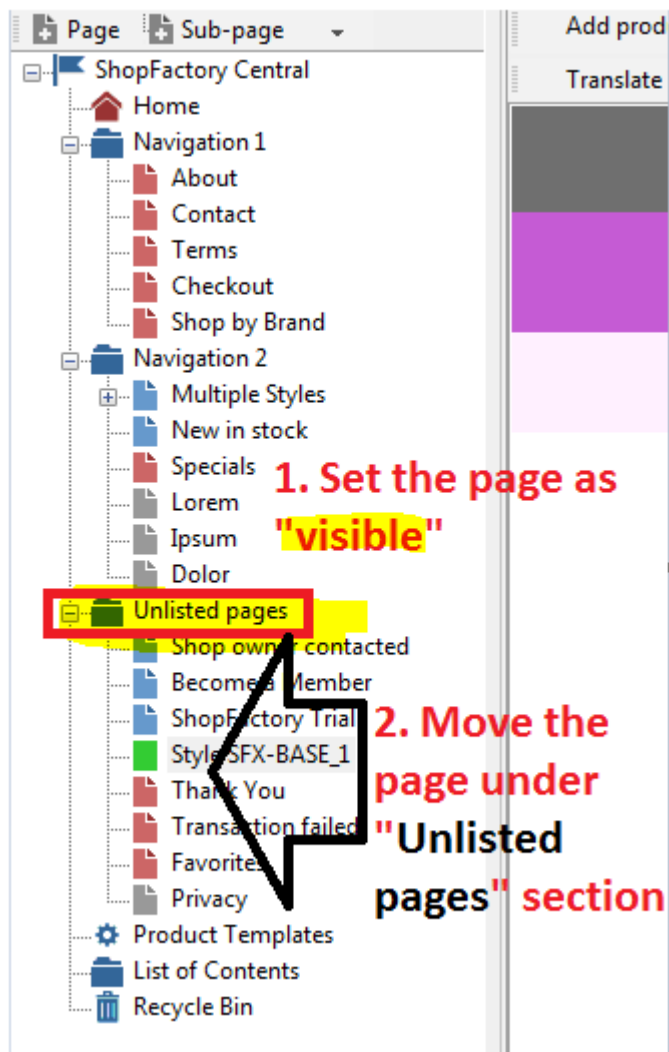 Page Sub-page
Add prod
ShopFactory Central
Translate
Home
Navigation 1
About
Contact
Terms
Checkout
Shop by Brand
Navigation 2
Multiple Styles
New in stock
Specials
Lorem
Ipsum
Dolor
1. Set the page as
"visible"
Unlisted pages
Shop owner contacted
Become a Member
ShopFactory Trial
Style SFX-BASE_1
Thank You
Transaction failed
Favorites
Privacy
2. Move the
page under
"Unlisted
pages" section
Product Templates
List of Contents
Recycle Bin